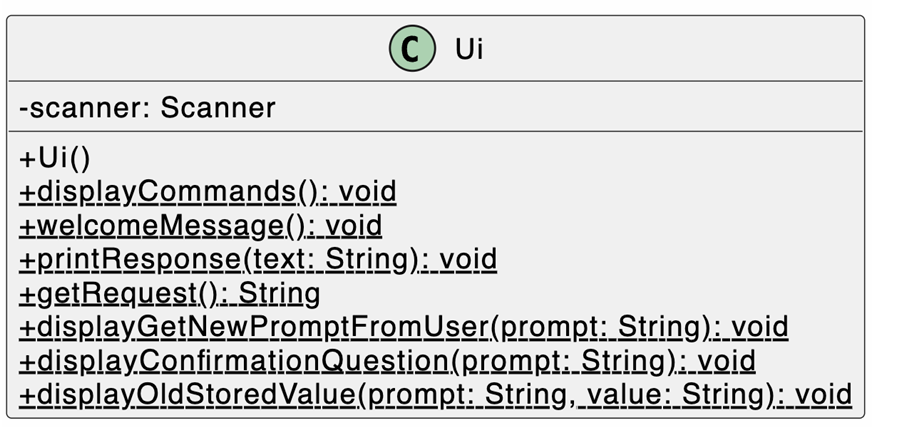 C Ui
-scanner: Scanner
+Ui()
+displayCommands(): void
+welcomeMessage(): void
+printResponse(text: String): void
+getRequest(): String
+displayGetNewPromptFromUser(prompt: String): void
+displayConfirmationQuestion(prompt: String): void
+displayOldStoredValue(prompt: String, value: String): void